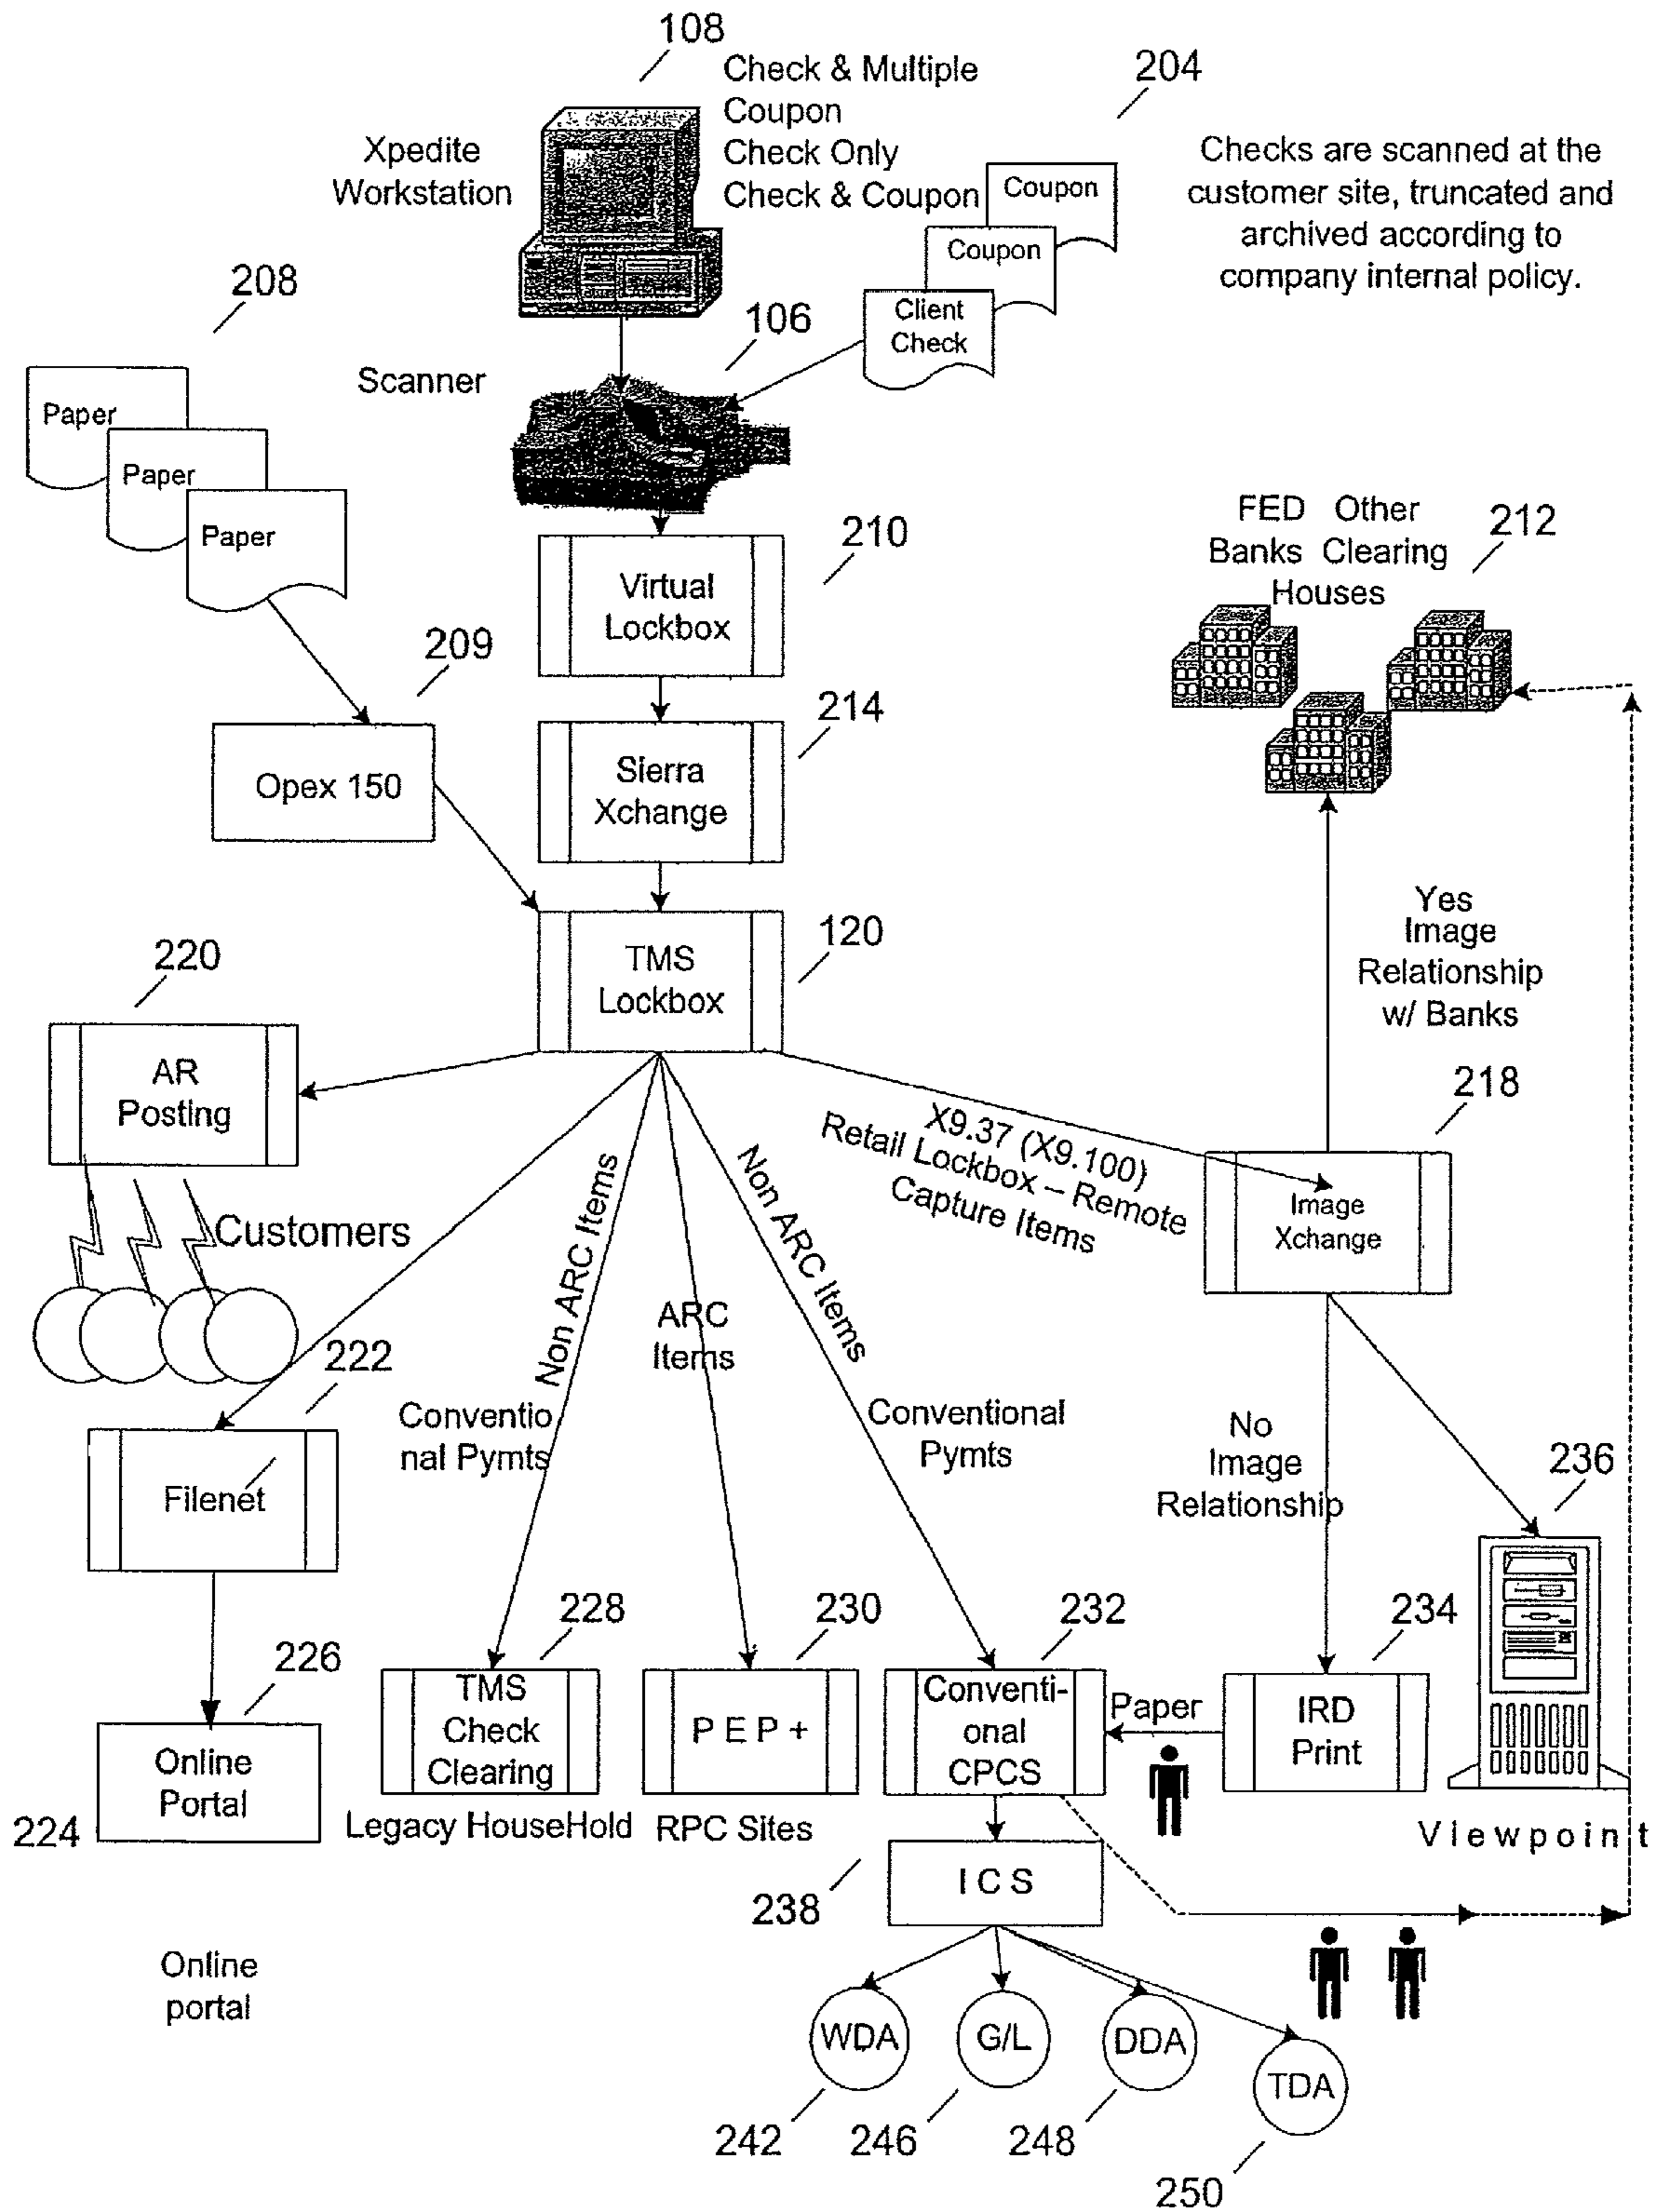 108
Check & Multiple
Coupon
Check Only
Check & Coupon
204
Xpedite
Workstation
Coupon
Coupon
Client
Check
Checks are scanned at the
customer site, truncated and
archived according to
company internal policy.
208
106
Scanner
Paper
Paper
Paper
FED Other
Banks Clearing
Houses
212
210
Virtual
Lockbox
209
214
Opex 150
Sierra
Xchange
Yes
Image
Relationship
w/ Banks
120
TMS
Lockbox
220
AR
Posting
218
X9.37 (X9.100)
Retail Lockbox – Remote
Capture Items
Image
Xchange
Customers
Non ARC Items
ARC
Items
Non ARC Items
222
Conventio
nal Pymts
Conventional
Pymts
No
Image
Relationship
236
Filenet
228
230
232
234
226
TMS
Check
Clearing
P E P +
Conventi-
onal
CPCS
Paper
IRD
Print
Online
Portal
224
Legacy HouseHold
RPC Sites
Viewpoint
I C S
238
Online
portal
WDA
G/L
DDA
TDA
242
246
248
250